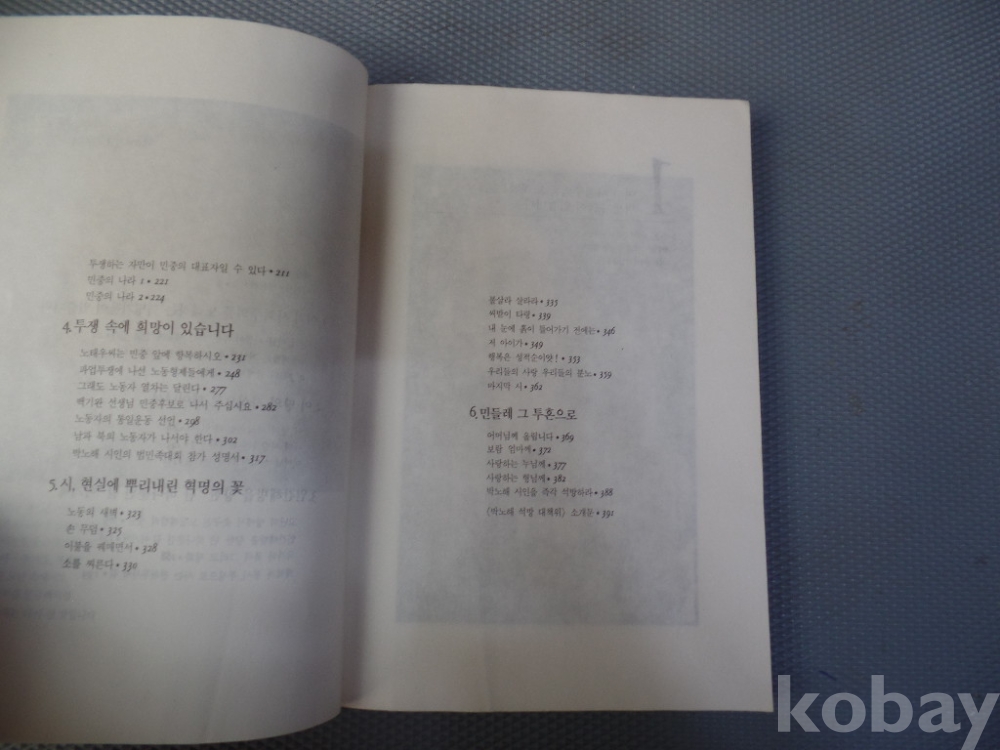 투쟁하는 자만이 민중의 대표자일 수 있다 • 211
민중의 나라 1 • 221
민중의 나라 2 • 224
4. 투쟁 속에 희망이 있습니다
노태우씨는 민중 앞에 항복하시오 • 231
파업투쟁에 나선 노동형제들에게 • 248
그래도 노동자 열차는 달린다 • 277
백기완 선생님 민중후보로 나서 주십시요 • 282
노동자의 통일운동 선언 • 298
남과 북의 노동자가 나서야 한다 • 302
박노해 시인의 범민족대회 참가 성명서 • 317
5. 시, 현실에 뿌리내린 혁명의 꽃
노동의 새벽 • 323
손 무덤 • 325
이불을 꿰매면서 • 328
소를 찌른다 • 330
불살라 살라라 • 335
씨받이 타령 • 339
내 눈에 흙이 들어가기 전에는 • 346
저 아이가 • 349
행복은 성적순이앗! • 353
우리들의 사랑 우리들의 분노 • 359
마지막 시 • 362
6. 민들레 그 투혼으로
어머님께 올립니다 • 369
보람 엄마께 • 372
사랑하는 누님께 • 377
사랑하는 형님께 • 382
박노해 시인을 즉각 석방하라 • 388
〈박노해 석방 대책위〉 소개문 • 391
1
kobay